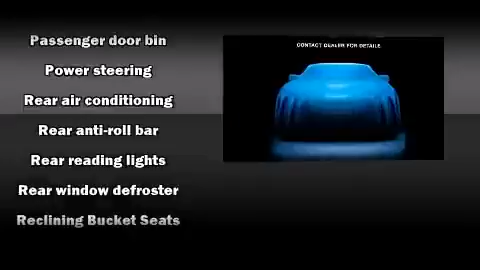 Passenger door bin
Power steering
Rear air conditioning
Rear anti-roll bar
Rear reading lights
Rear window defroster
Reclining Bucket Seats
CONTACT DEALER FOR DETAILS